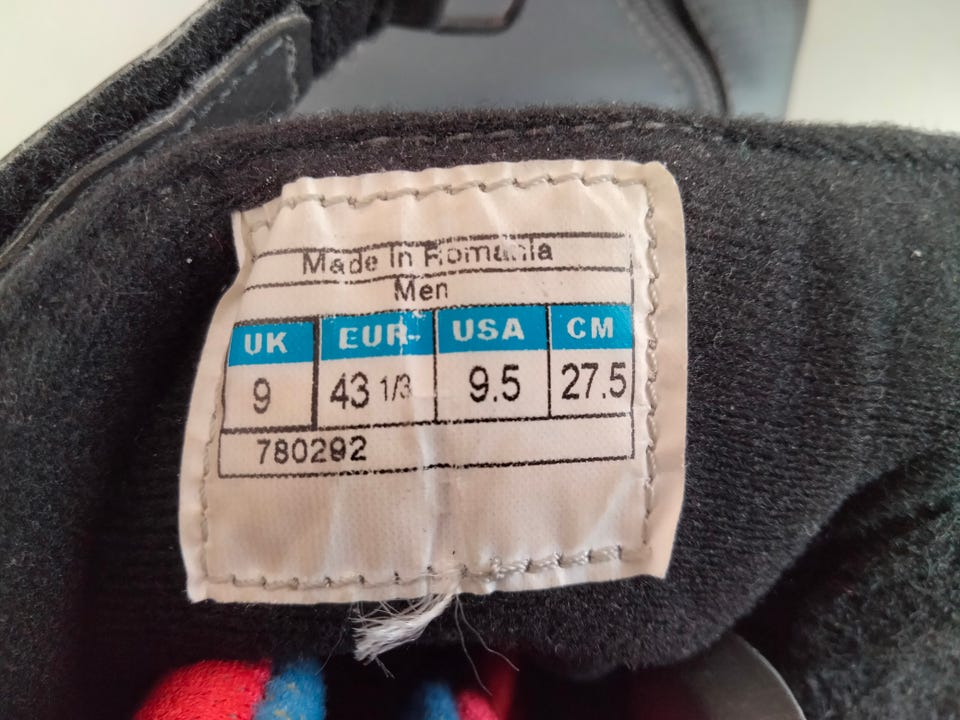 Made in Romania
Men
UK EUR USA CM
9 43 1/3 9.5 27.5
780292